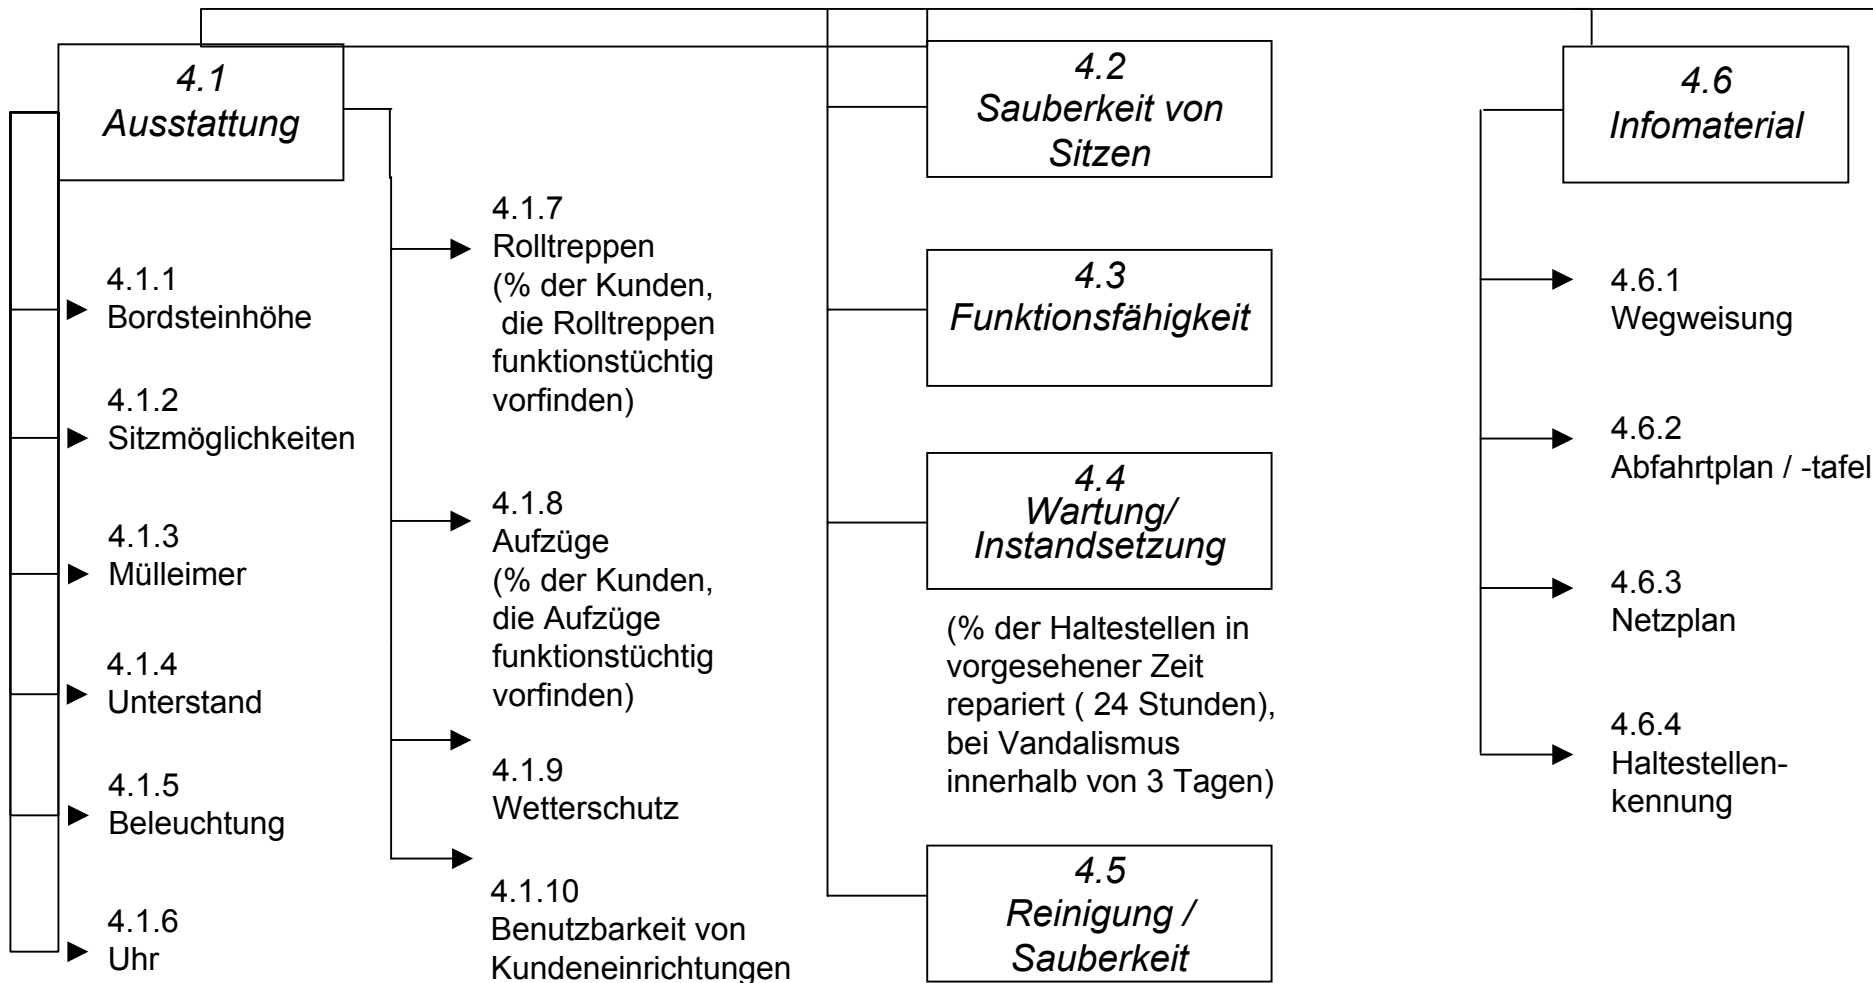 4.1
Ausstattung
4.1.1
Bordsteinhöhe
4.1.2
Sitzmöglichkeiten
4.1.3
Mülleimer
4.1.4
Unterstand
4.1.5
Beleuchtung
4.1.6
Uhr
4.1.7
Rolltreppen
(% der Kunden,
die Rolltreppen
funktionstüchtig
vorfinden)
4.1.8
Aufzüge
(% der Kunden,
die Aufzüge
funktionstüchtig
vorfinden)
4.1.9
Wetterschutz
4.1.10
Benutzbarkeit von
Kundeneinrichtungen
4.2
Sauberkeit von
Sitzen
4.3
Funktionsfähigkeit
4.4
Wartung/
Instandsetzung
(% der Haltestellen in
vorgesehener Zeit
repariert ( 24 Stunden),
bei Vandalismus
innerhalb von 3 Tagen)
4.5
Reinigung /
Sauberkeit
4.6
Infomaterial
4.6.1
Wegweisung
4.6.2
Abfahrtplan / -tafel
4.6.3
Netzplan
4.6.4
Haltestellen-
kennung